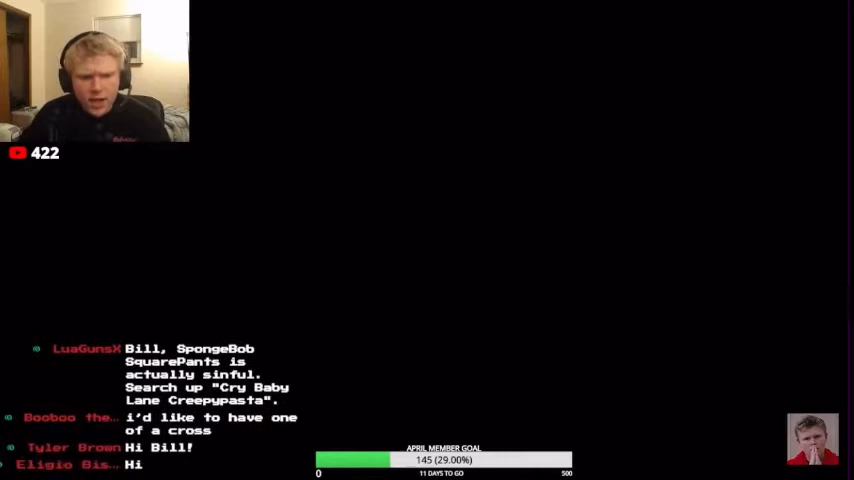 422
LuaGunsX Bill, SpongeBob
SquarePants is
actually sinful.
Search up "Cry Baby
Lane Creepypasta".
Booboo the... i'd like to have one
of a cross
Tyler Brown Hi Bill!
Eligio Bis... Hi
APRIL MEMBER GOAL
145 (29.00%)
0 11 DAYS TO GO 500